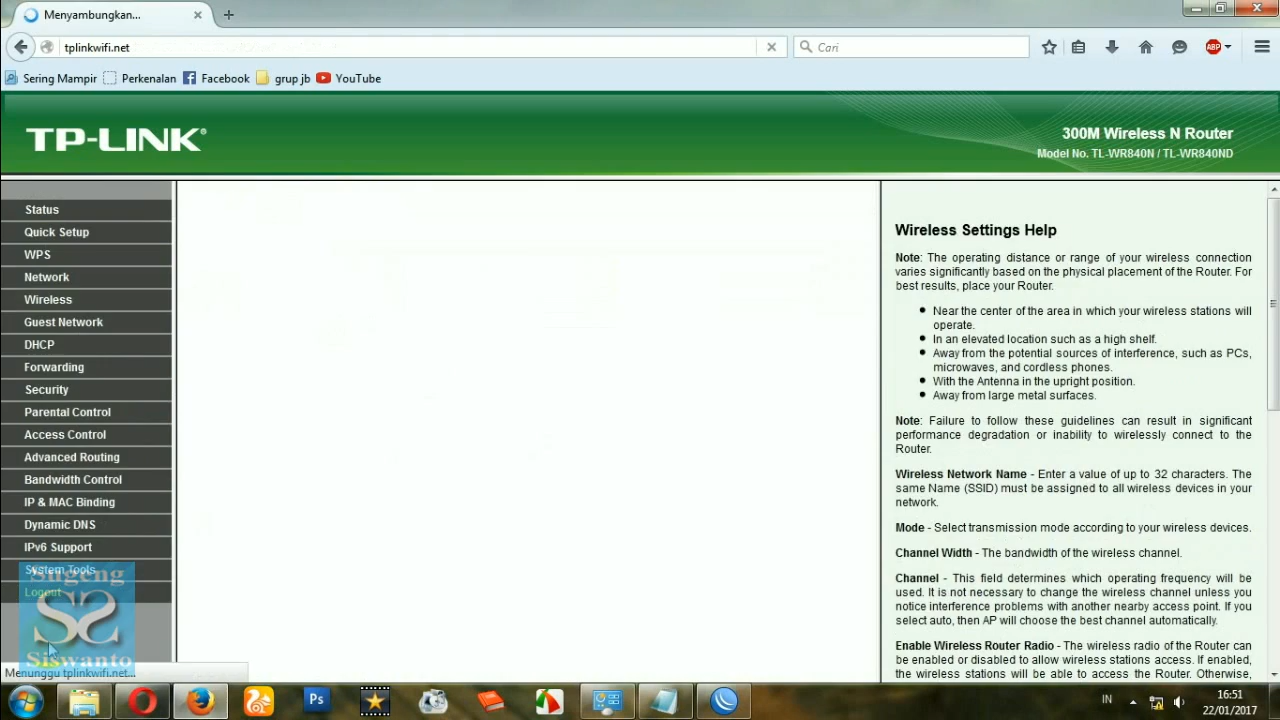 Menyambungkan...
tplinkwifi.net
Cari
ABP
Sering Mampir
Perkenalan
Facebook
grup jb
YouTube
TP-LINK®
300M Wireless N Router
Model No. TL-WR840N / TL-WR840ND
Status
Quick Setup
WPS
Network
Wireless
Guest Network
DHCP
Forwarding
Security
Parental Control
Access Control
Advanced Routing
Bandwidth Control
IP & MAC Binding
Dynamic DNS
IPv6 Support
System Tools
Logout
Sugeng
SS
Siswanto
Menunggu tplinkwifi.net...
Wireless Settings Help
Note: The operating distance or range of your wireless connection
varies significantly based on the physical placement of the Router. For
best results, place your Router.
Near the center of the area in which your wireless stations will
operate.
In an elevated location such as a high shelf.
Away from the potential sources of interference, such as PCs,
microwaves, and cordless phones.
With the Antenna in the upright position.
Away from large metal surfaces.
Note: Failure to follow these guidelines can result in significant
performance degradation or inability to wirelessly connect to the
Router.
Wireless Network Name - Enter a value of up to 32 characters. The
same Name (SSID) must be assigned to all wireless devices in your
network.
Mode - Select transmission mode according to your wireless devices.
Channel Width - The bandwidth of the wireless channel.
Channel - This field determines which operating frequency will be
used. It is not necessary to change the wireless channel unless you
notice interference problems with another nearby access point. If you
select auto, then AP will choose the best channel automatically.
Enable Wireless Router Radio - The wireless radio of the Router can
be enabled or disabled to allow wireless stations access. If enabled,
the wireless stations will be able to access the Router. Otherwise,
Ps
IN
16:51
22/01/2017